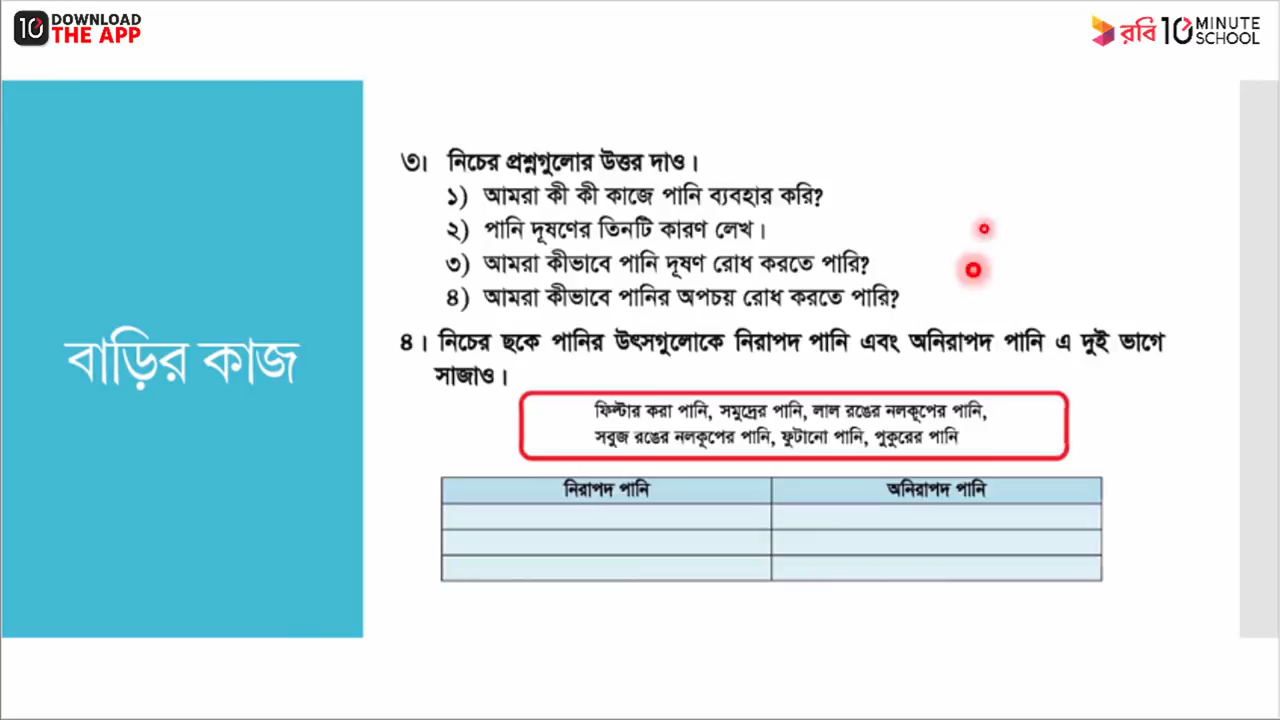 10 DOWNLOAD THE APP
রবি 10 MINUTE SCHOOL
বাড়ির কাজ
৩। নিচের প্রশ্নগুলোর উত্তর দাও।
১) আমরা কী কী কাজে পানি ব্যবহার করি?
২) পানি দূষণের তিনটি কারণ লেখ।
৩) আমরা কীভাবে পানি দূষণ রোধ করতে পারি?
৪) আমরা কীভাবে পানির অপচয় রোধ করতে পারি?
৪। নিচের ছকে পানির উৎসগুলোকে নিরাপদ পানি এবং অনিরাপদ পানি এ দুই ভাগে
সাজাও।
ফিল্টার করা পানি, সমুদ্রের পানি, লাল রঙের নলকূপের পানি,
সবুজ রঙের নলকূপের পানি, ফুটানো পানি, পুকুরের পানি
নিরাপদ পানি অনিরাপদ পানি